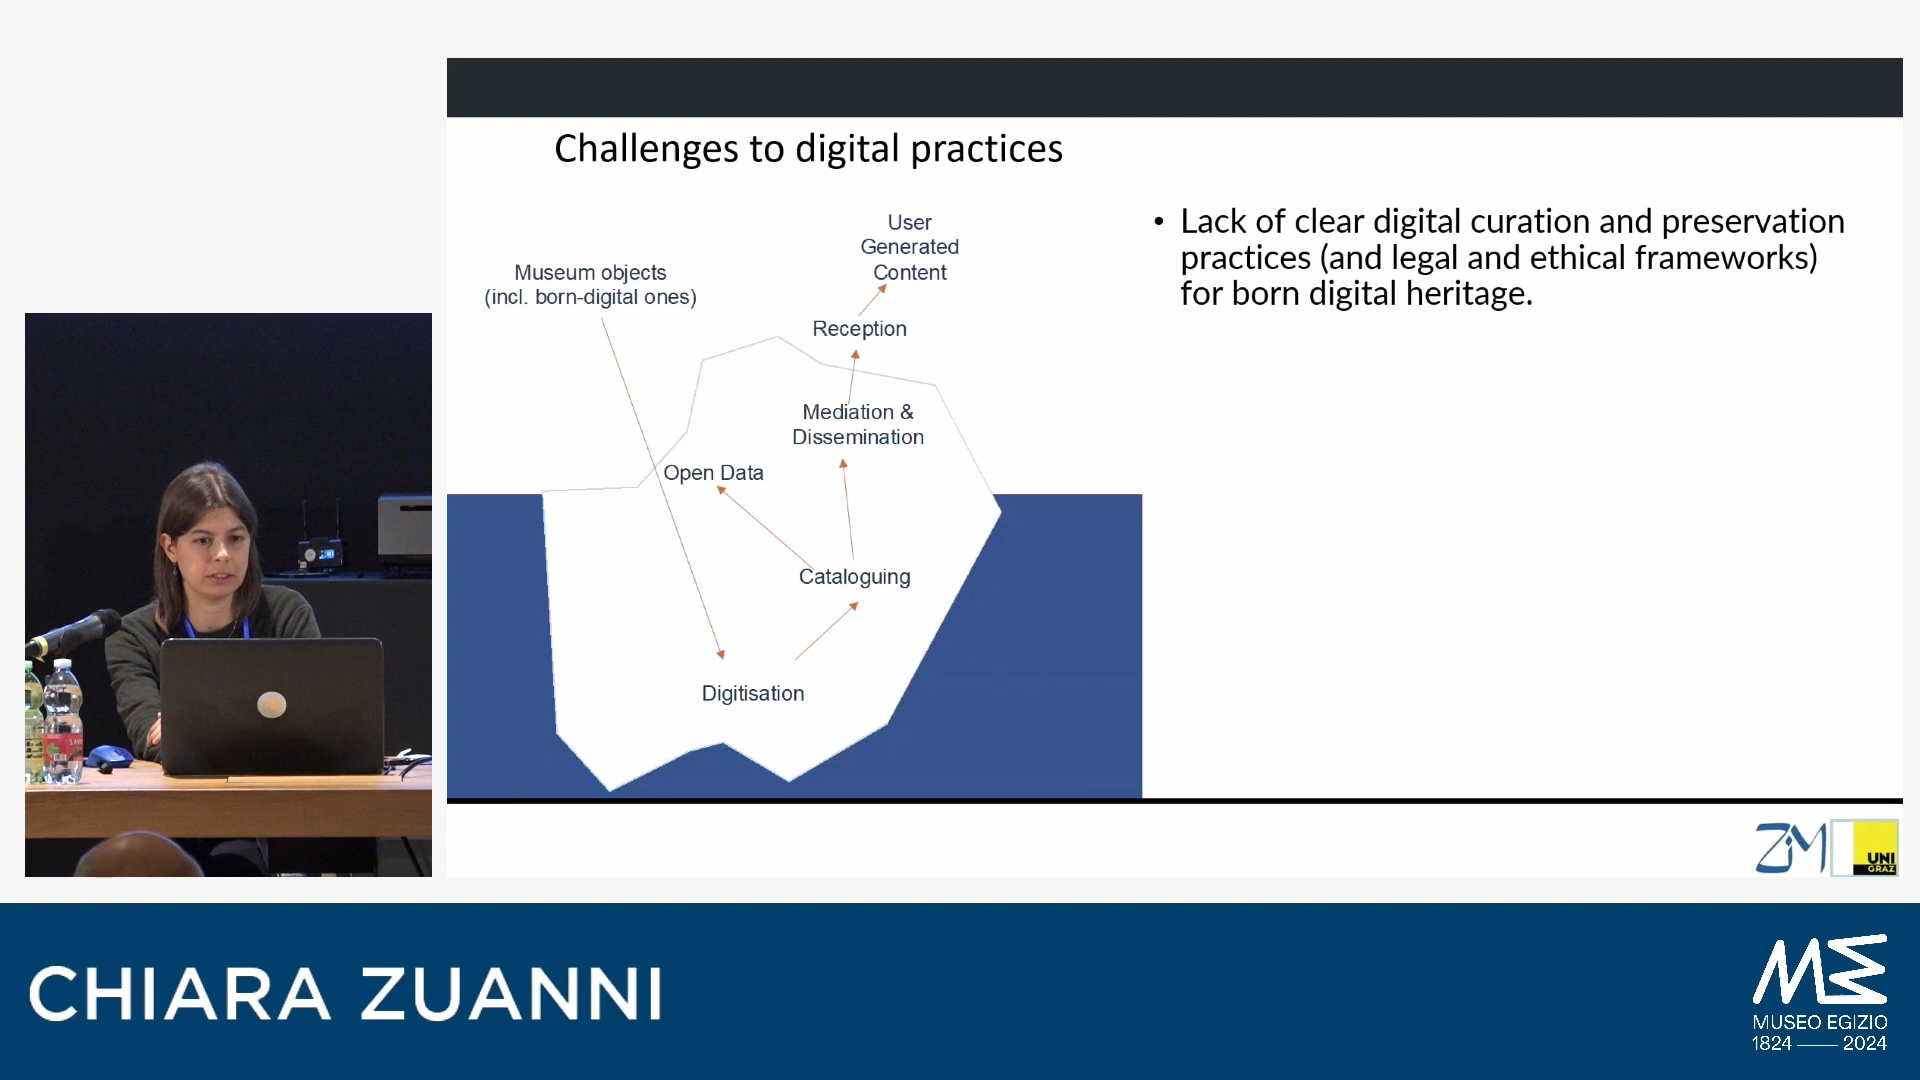 Challenges to digital practices
User
Generated
Content
Museum objects
(incl. born-digital ones)
Reception
Mediation &
Dissemination
Open Data
Cataloguing
Digitisation
• Lack of clear digital curation and preservation
practices (and legal and ethical frameworks)
for born digital heritage.
ZIM
UNI
GRAZ
CHIARA ZUANNI
ME
MUSEO EGIZIO
1824 — 2024